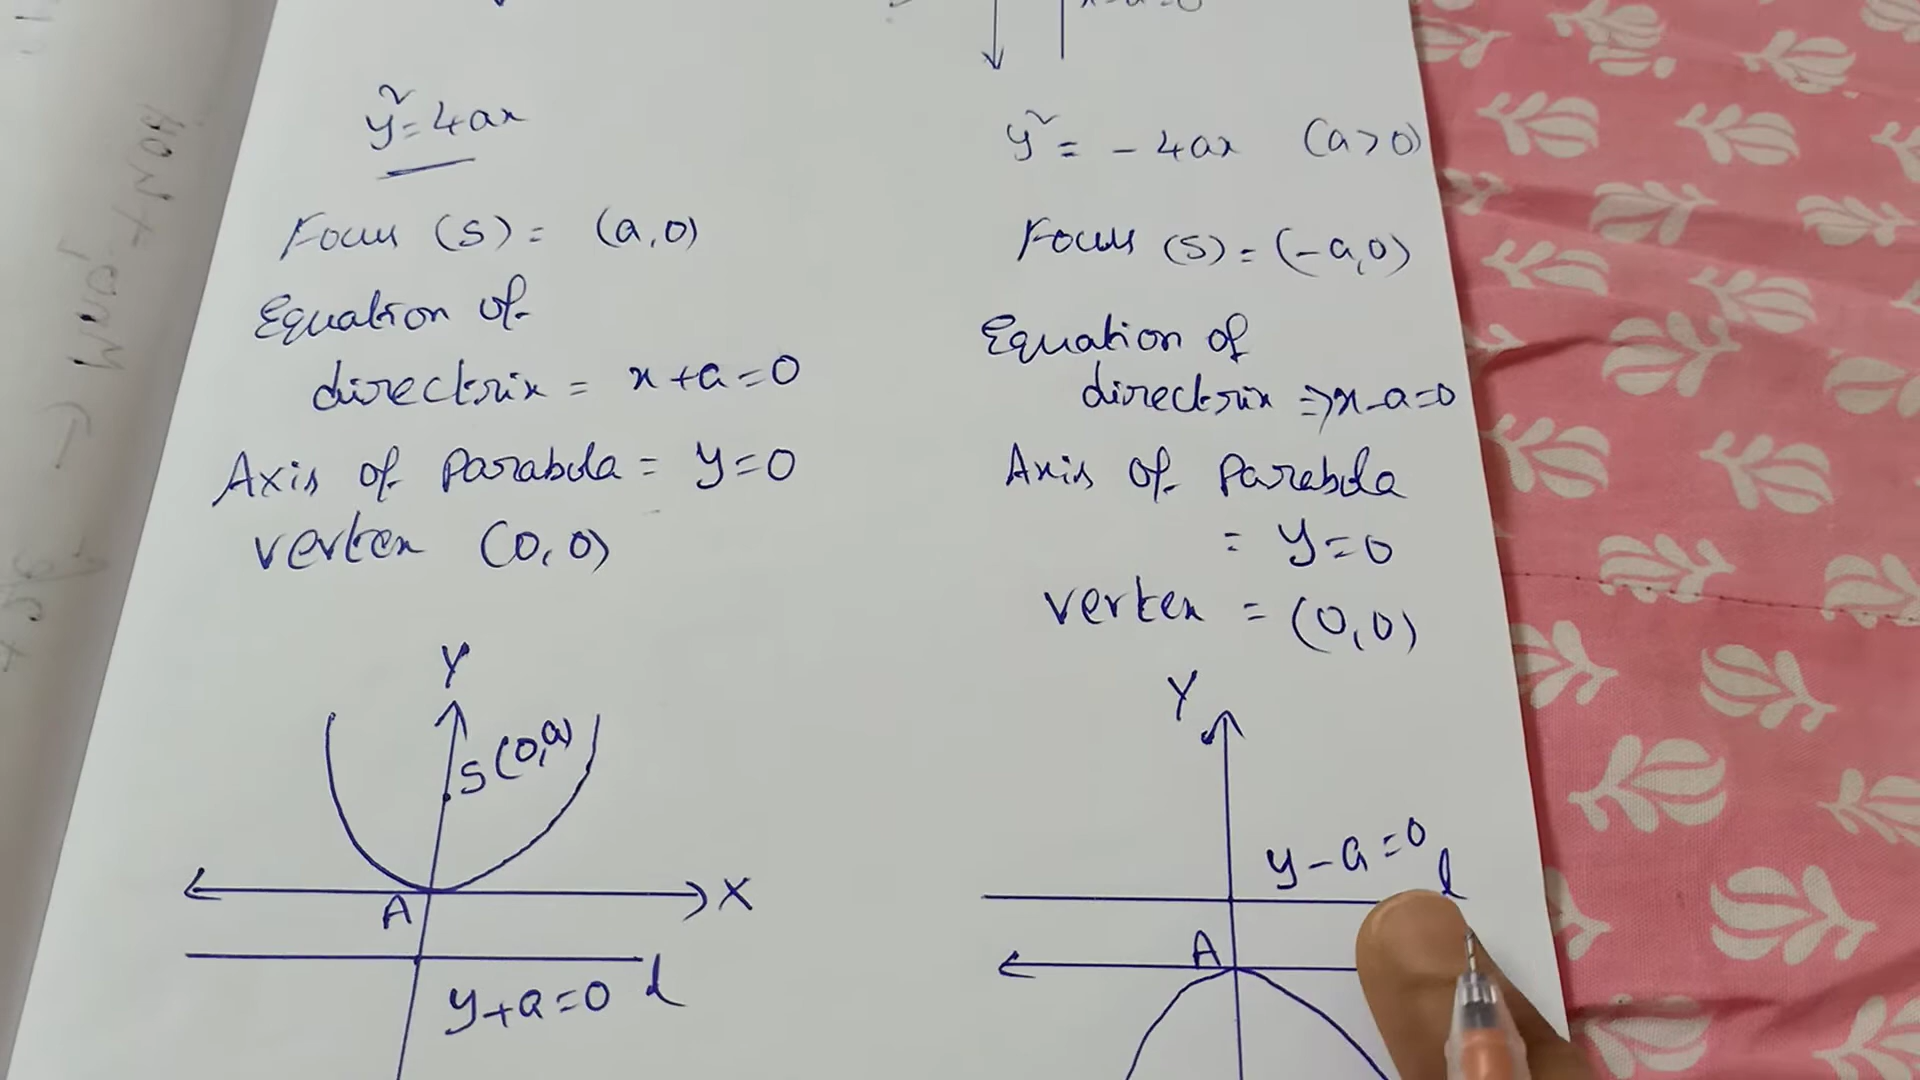 x-a=0
y²=4ax
Focus (S) = (a,0)
Equation of
directrix = x+a=0
Axis of Parabola = y=0
vertex (0,0)
Y
S(0,a)
A
X
y+a=0 l
y² = -4ax (a>0)
Focus (S) = (-a,0)
Equation of
directrix ⇒ x-a=0
Axis of Parabola
= y=0
vertex = (0,0)
Y
y-a=0
l
A